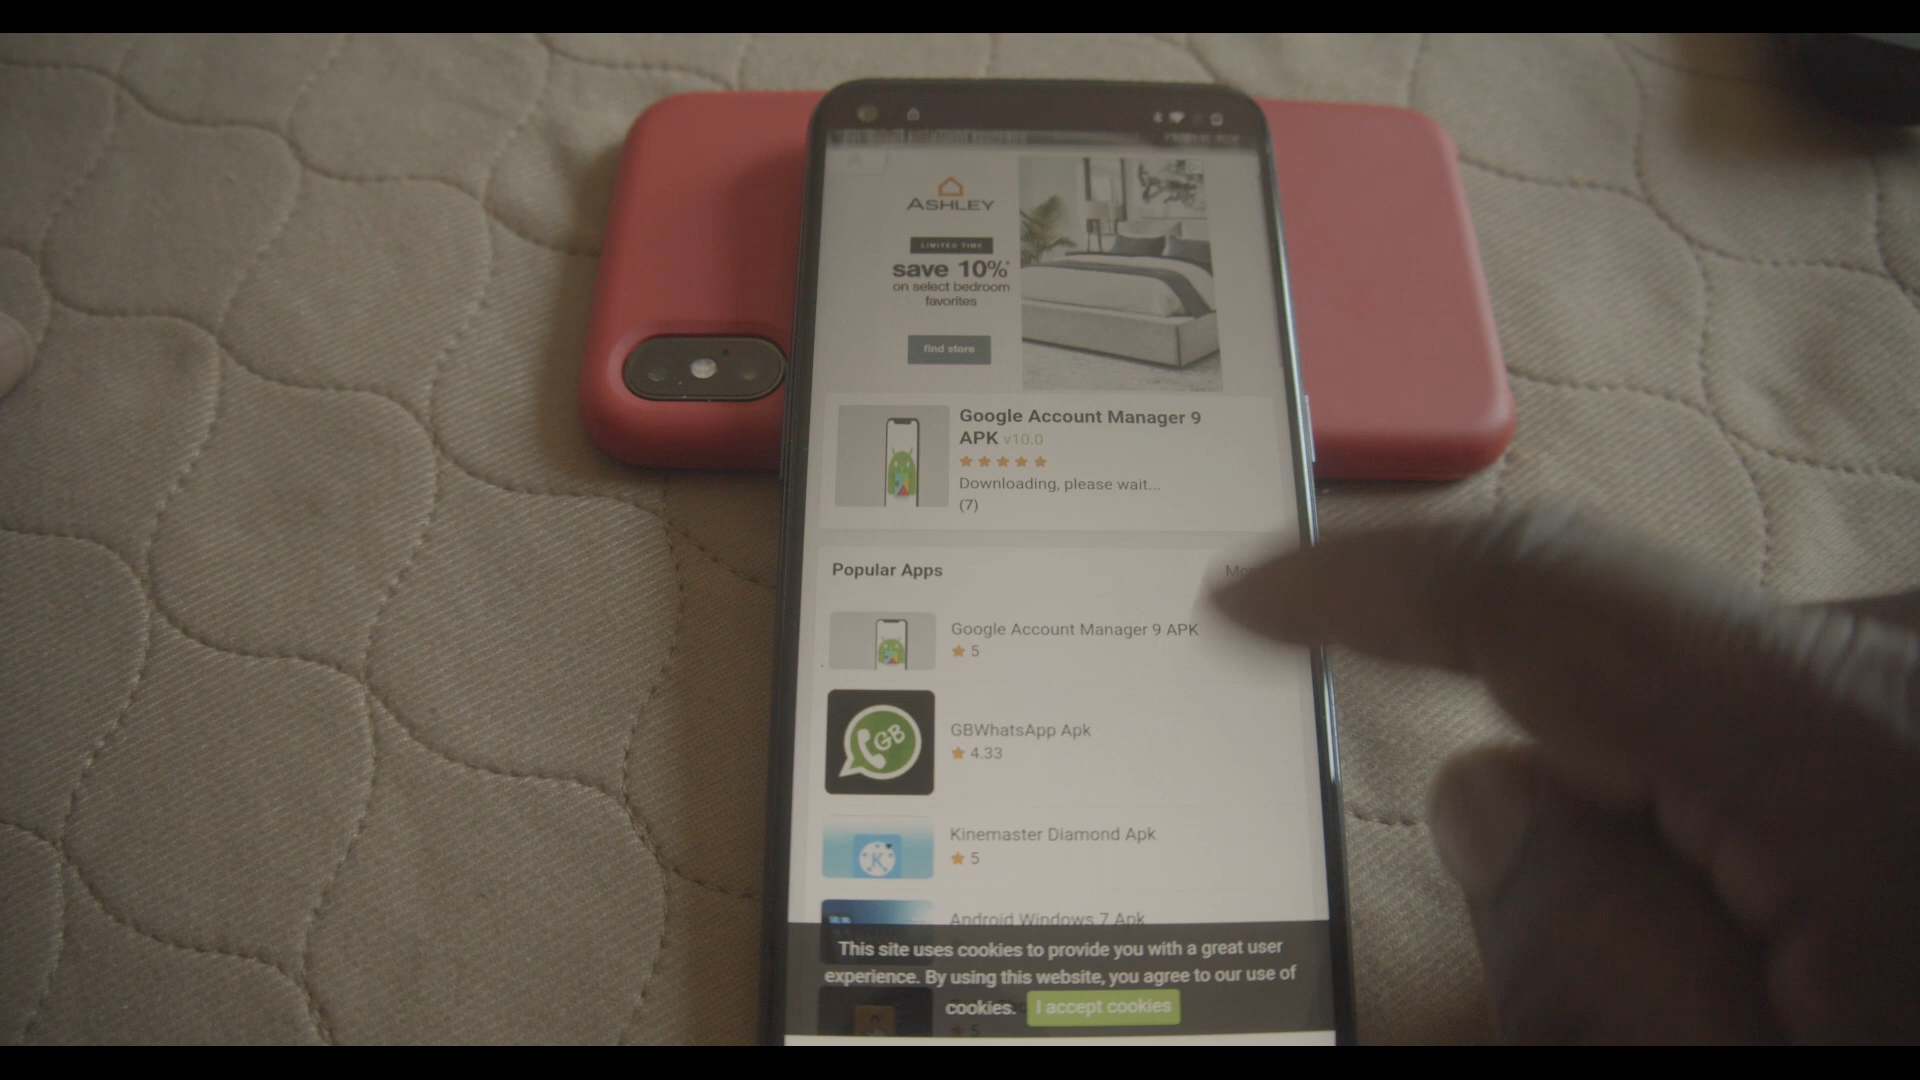 ASHLEY
LIMITED TIME
save 10%*
on select bedroom
favorites
find store
Google Account Manager 9
APK v10.0
Downloading, please wait...
(7)
Popular Apps
Google Account Manager 9 APK
5
GB
GBWhatsApp Apk
4.33
K
Kinemaster Diamond Apk
5
Android Windows 7 Apk
This site uses cookies to provide you with a great user
experience. By using this website, you agree to our use of
cookies. I accept cookies
5